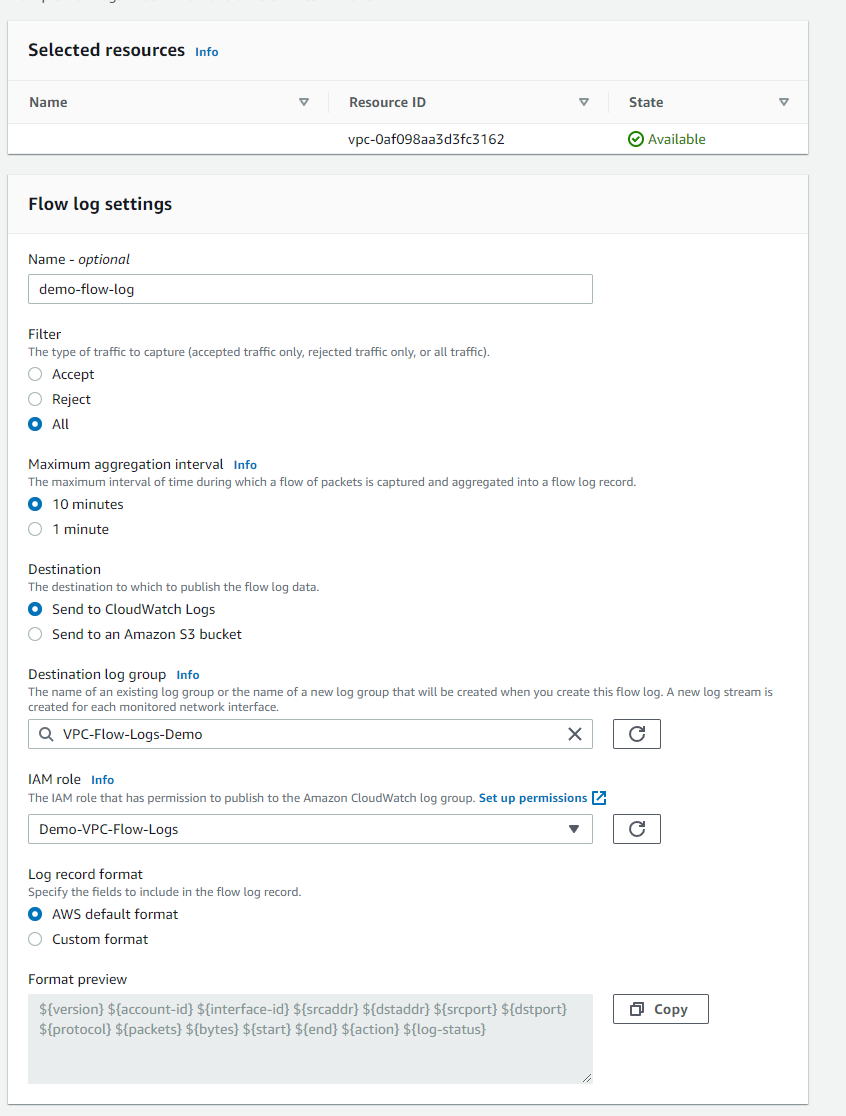 Selected resources Info
Name Resource ID State
vpc-0af098aa3d3fc3162 Available
Flow log settings
Name - optional
demo-flow-log
Filter
The type of traffic to capture (accepted traffic only, rejected traffic only, or all traffic).
Accept
Reject
All
Maximum aggregation interval Info
The maximum interval of time during which a flow of packets is captured and aggregated into a flow log record.
10 minutes
1 minute
Destination
The destination to which to publish the flow log data.
Send to CloudWatch Logs
Send to an Amazon S3 bucket
Destination log group Info
The name of an existing log group or the name of a new log group that will be created when you create this flow log. A new log stream is
created for each monitored network interface.
VPC-Flow-Logs-Demo
IAM role Info
The IAM role that has permission to publish to the Amazon CloudWatch log group. Set up permissions
Demo-VPC-Flow-Logs
Log record format
Specify the fields to include in the flow log record.
AWS default format
Custom format
Format preview
${version} ${account-id} ${interface-id} ${srcaddr} ${dstaddr} ${srcport} ${dstport}
${protocol} ${packets} ${bytes} ${start} ${end} ${action} ${log-status}
Copy